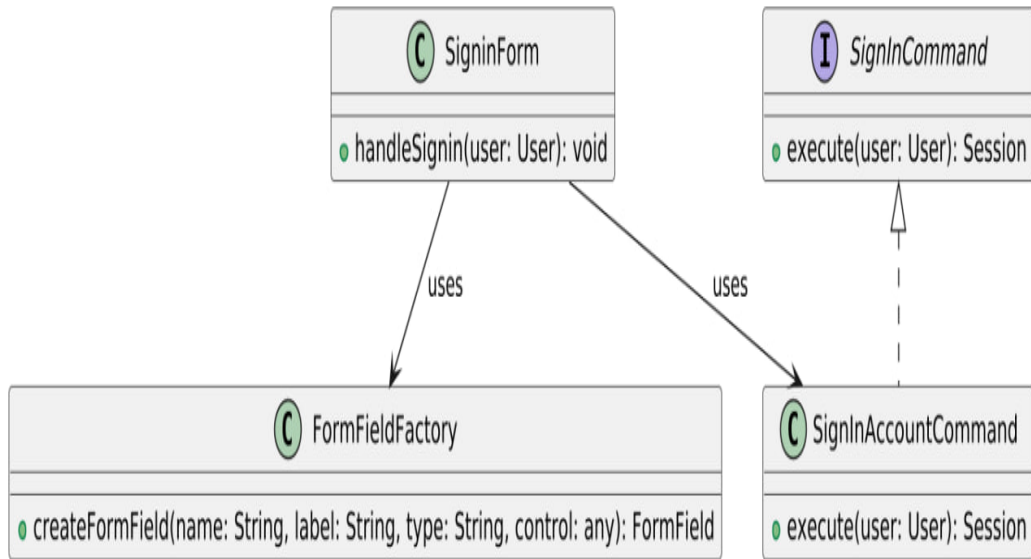 C SigninForm
handleSignin(user: User): void
I SignInCommand
execute(user: User): Session
uses
uses
C FormFieldFactory
createFormField(name: String, label: String, type: String, control: any): FormField
C SignInAccountCommand
execute(user: User): Session